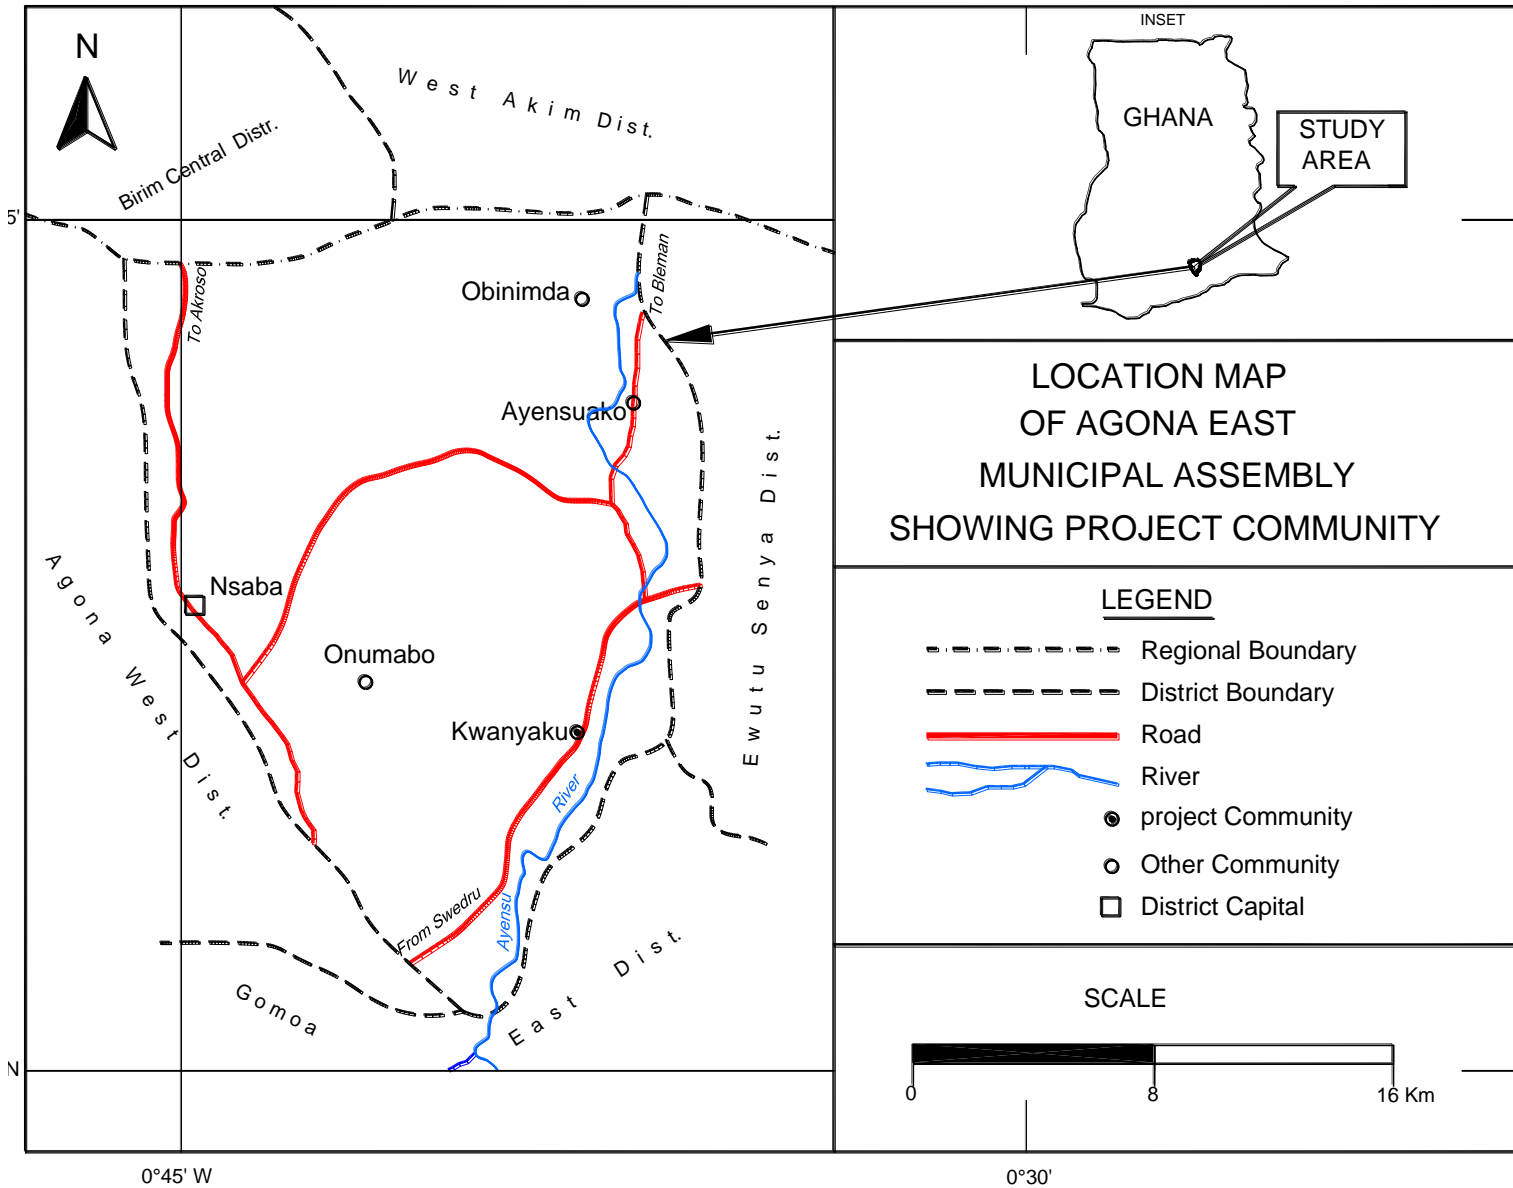 INSET
N
West Akim Dist.
GHANA
STUDY
AREA
Birim Central Distr.
5'
To Akroso
To Bleman
Obinimda
Ayensuako
LOCATION MAP
OF AGONA EAST
MUNICIPAL ASSEMBLY
SHOWING PROJECT COMMUNITY
Ewutu Senya Dist.
Agona West Dist.
Nsaba
Onumabo
Kwanyaku
LEGEND
Regional Boundary
District Boundary
Road
River
project Community
Other Community
District Capital
River
Ayensu
From Swedru
Gomoa
East Dist.
SCALE
0
8
16 Km
N
0°45' W
0°30'